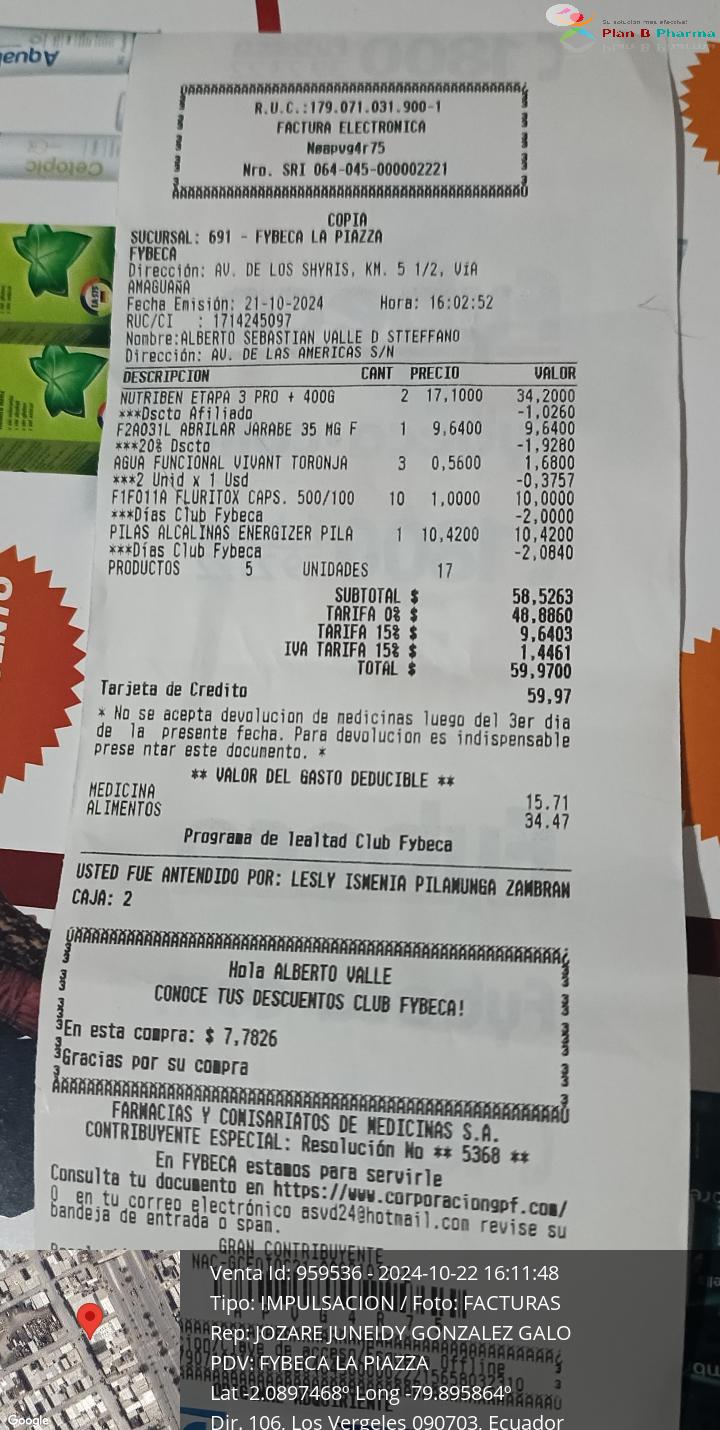 Su solución más efectiva!
Plan B Pharma
Aqua
Cetopic
R.U.C.:179.071.031.900-1
FACTURA ELECTRONICA
Neapvg4r75
Nro. SRI 064-045-000002221
COPIA
SUCURSAL: 691 - FYBECA LA PIAZZA
FYBECA
Dirección: AV. DE LOS SHYRIS, KM. 5 1/2, VíA
AMAGUAñA
Fecha Emisión: 21-10-2024 Hora: 16:02:52
RUC/CI : 1714245097
Nombre:ALBERTO SEBASTIAN VALLE D STTEFFANO
Dirección: AV. DE LAS AMERICAS S/N
DESCRIPCION CANT PRECIO VALOR
NUTRIBEN ETAPA 3 PRO + 400G 2 17,1000 34,2000
***Dscto Afiliado -1,0260
F2A031L ABRILAR JARABE 35 MG F 1 9,6400 9,6400
***20% Dscto -1,9280
AGUA FUNCIONAL VIVANT TORONJA 3 0,5600 1,6800
***2 Unid x 1 Usd -0,3757
F1F011A FLURITOX CAPS. 500/100 10 1,0000 10,0000
***Días Club Fybeca -2,0000
PILAS ALCALINAS ENERGIZER PILA 1 10,4200 10,4200
***Días Club Fybeca -2,0840
PRODUCTOS 5 UNIDADES 17
SUBTOTAL $ 58,5263
TARIFA 0% $ 48,8860
TARIFA 15% $ 9,6403
IVA TARIFA 15% $ 1,4461
TOTAL $ 59,9700
Tarjeta de Credito 59,97
* No se acepta devolucion de medicinas luego del 3er dia
de la presente fecha. Para devolucion es indispensable
prese ntar este documento. *
** VALOR DEL GASTO DEDUCIBLE **
MEDICINA 15.71
ALIMENTOS 34.47
Programa de lealtad Club Fybeca
USTED FUE ANTENDIDO POR: LESLY ISMENIA PILAMUNGA ZAMBRAN
CAJA: 2
Hola ALBERTO VALLE
CONOCE TUS DESCUENTOS CLUB FYBECA!
En esta compra: $ 7,7826
Gracias por su compra
FARMACIAS Y COMISARIATOS DE MEDICINAS S.A.
CONTRIBUYENTE ESPECIAL: Resolución No ** 5368 **
En FYBECA estamos para servirle
Consulta tu documento en https://www.corporaciongpf.com/
O en tu correo electrónico asvd24@hotmail.com revise su
bandeja de entrada o span.
GRAN CONTRIBUYENTE
Venta Id: 959536 - 2024-10-22 16:11:48
Tipo: IMPULSACION / Foto: FACTURAS
Rep: JOZARE JUNEIDY GONZALEZ GALO
PDV: FYBECA LA PIAZZA
Lat -2.0897468° Long -79.895864°
Dir. 106, Los Vergeles 090703, Ecuador
Google